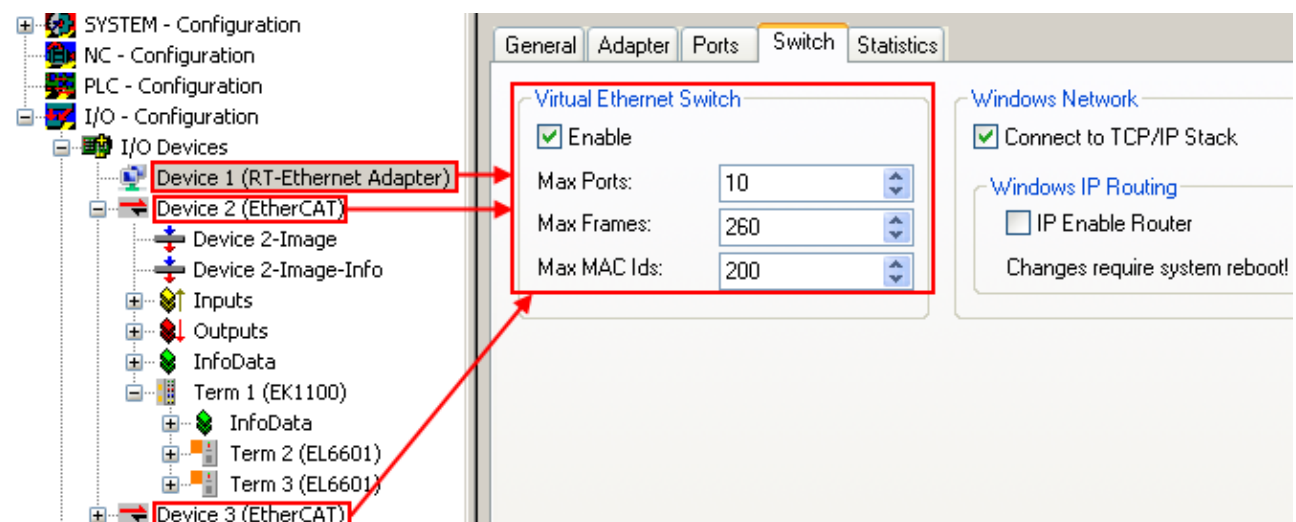 SYSTEM - Configuration
NC - Configuration
PLC - Configuration
I/O - Configuration
I/O Devices
Device 1 (RT-Ethernet Adapter)
Device 2 (EtherCAT)
Device 2-Image
Device 2-Image-Info
Inputs
Outputs
InfoData
Term 1 (EK1100)
InfoData
Term 2 (EL6601)
Term 3 (EL6601)
Device 3 (EtherCAT)
General Adapter Ports Switch Statistics
Virtual Ethernet Switch
Enable
Max Ports: 10
Max Frames: 260
Max MAC Ids: 200
Windows Network
Connect to TCP/IP Stack
Windows IP Routing
IP Enable Router
Changes require system reboot!